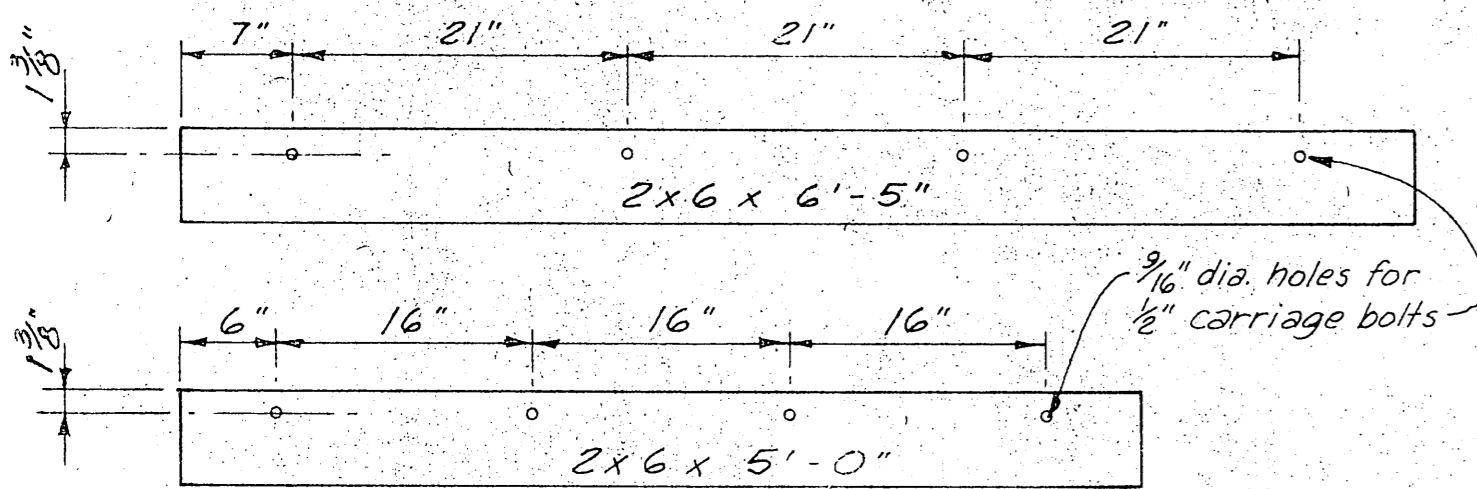 7" 21" 21" 21"
1 3/8"
2x6 x 6'-5"
9/16" dia. holes for
1/2" carriage bolts
6" 16" 16" 16"
1 3/8"
2x6 x 5'-0"